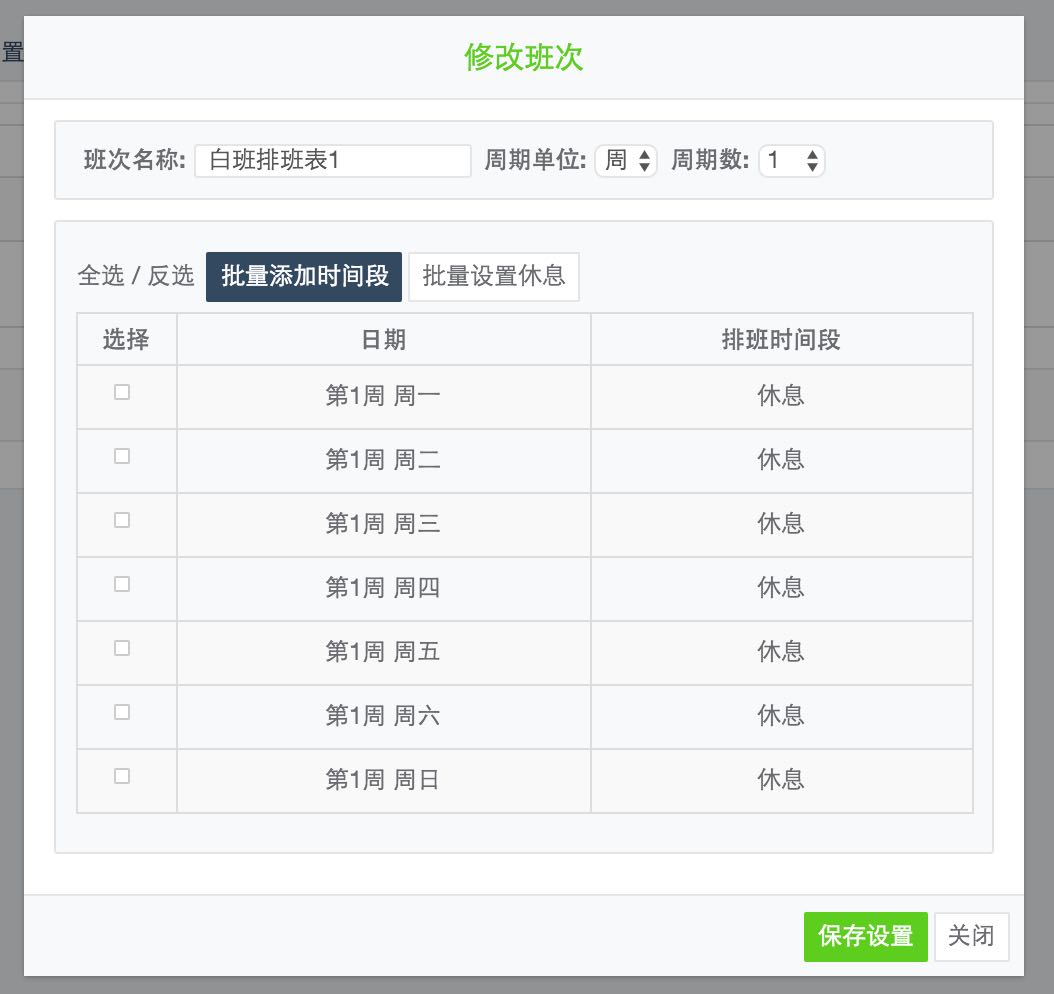 置
修改班次
班次名称: 白班排班表1 周期单位: 周 周期数: 1
全选 / 反选 批量添加时间段 批量设置休息
选择 日期 排班时间段
第1周 周一 休息
第1周 周二 休息
第1周 周三 休息
第1周 周四 休息
第1周 周五 休息
第1周 周六 休息
第1周 周日 休息
保存设置 关闭